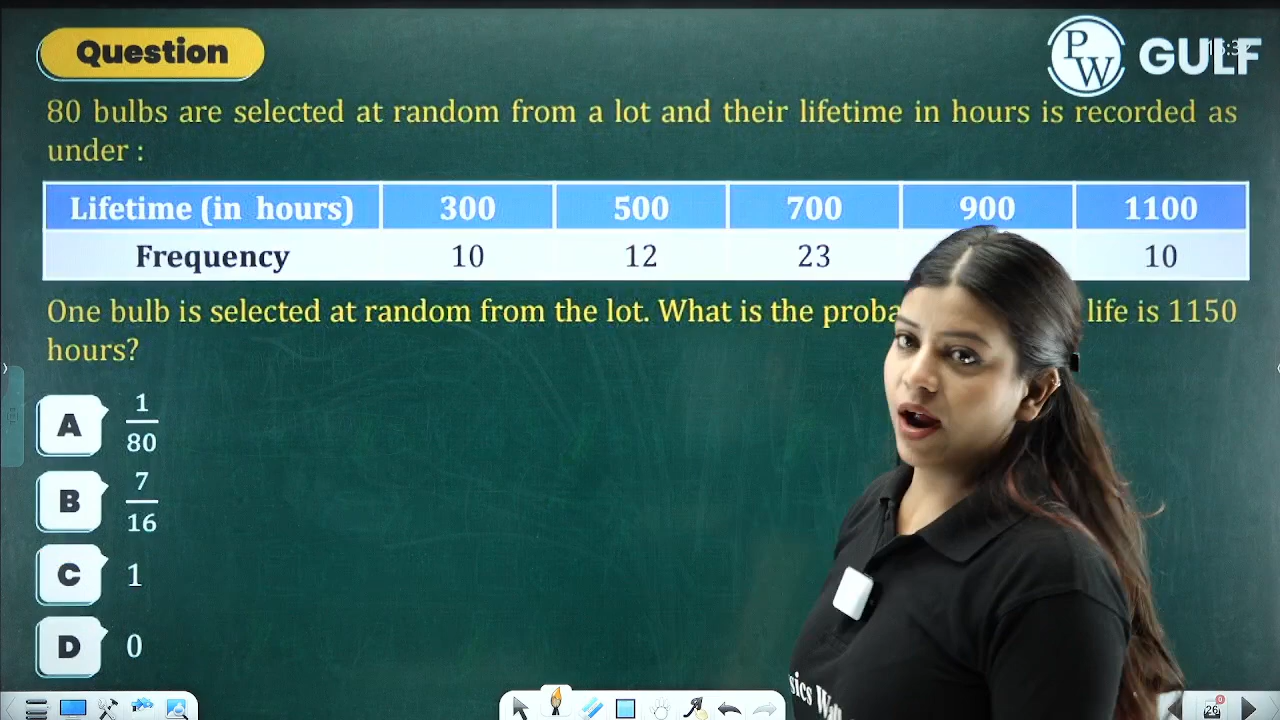 Question
PW GULF
80 bulbs are selected at random from a lot and their lifetime in hours is recorded as
under :
Lifetime (in hours) 300 500 700 900 1100
Frequency 10 12 23 10
One bulb is selected at random from the lot. What is the life is 1150
hours?
A 1/80
B 7/16
C 1
D 0
26